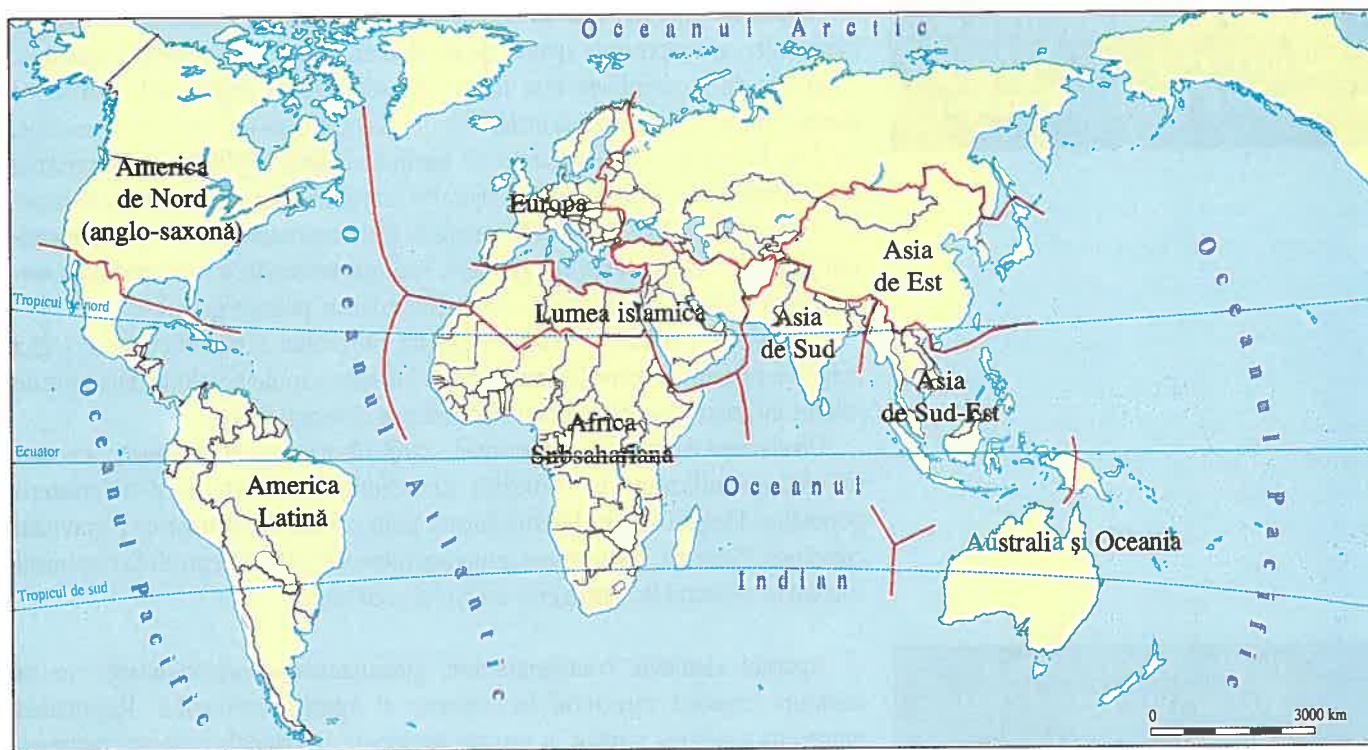 Oceanul Arctic
America
de Nord
(anglo-saxonă)
Europa
Asia
de Est
Oceanul Atlantic
Oceanul Pacific
Tropicul de nord
Lumea islamica
Asia
de Sud
Asia
de Sud-Est
Oceanul Pacific
Africa
Subsahariană
Ecuator
America
Latină
Oceanul
Indian
Australia și Oceania
Tropicul de sud
0 3000 km